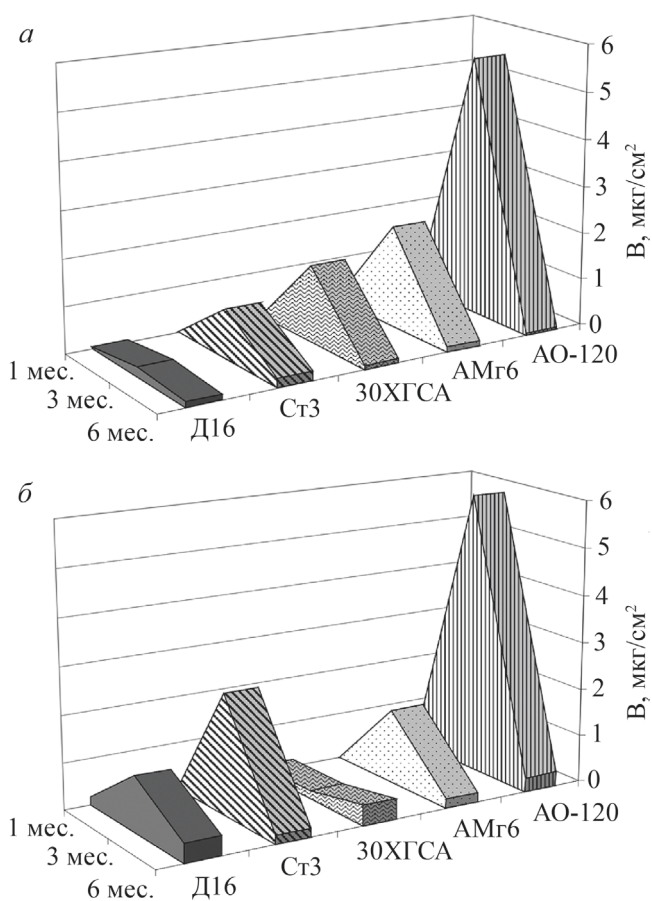 а
6
5
4
3
2
1
0
В, мкг/см²
1 мес.
3 мес.
6 мес.
Д16
Ст3
30ХГСА
АМг6
АО-120
б
6
5
4
3
2
1
0
В, мкг/см²
1 мес.
3 мес.
6 мес.
Д16
Ст3
30ХГСА
АМг6
АО-120